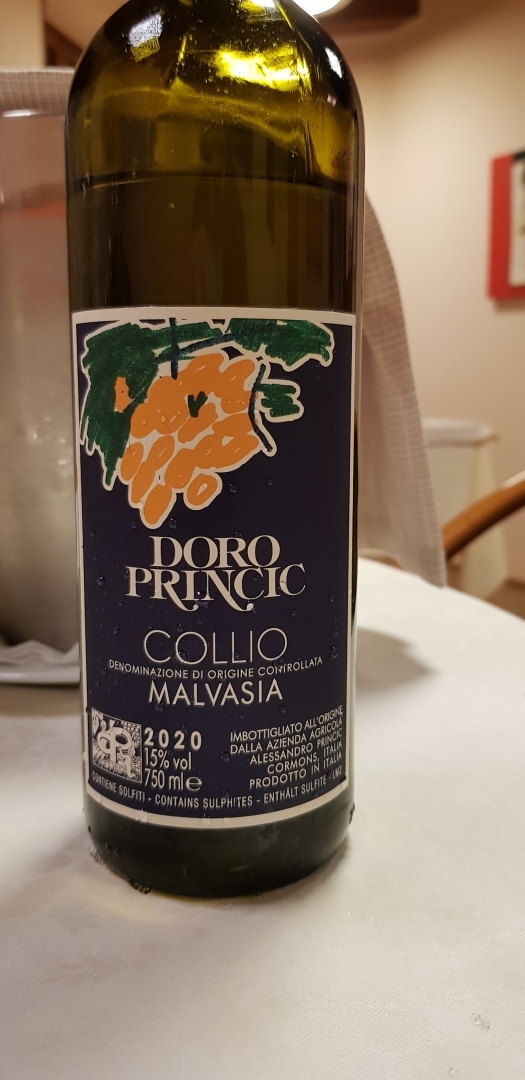 DORO
PRINCIC
COLLIO
DENOMINAZIONE DI ORIGINE CONTROLLATA
MALVASIA
2020
15% vol
750 ml e
IMBOTTIGLIATO ALL'ORIGINE
DALLA AZIENDA AGRICOLA
ALESSANDRO PRINCIC
CORMONS, ITALIA
PRODOTTO IN ITALIA
CONTIENE SOLFITI - CONTAINS SULPHITES - ENTHÄLT SULFITE